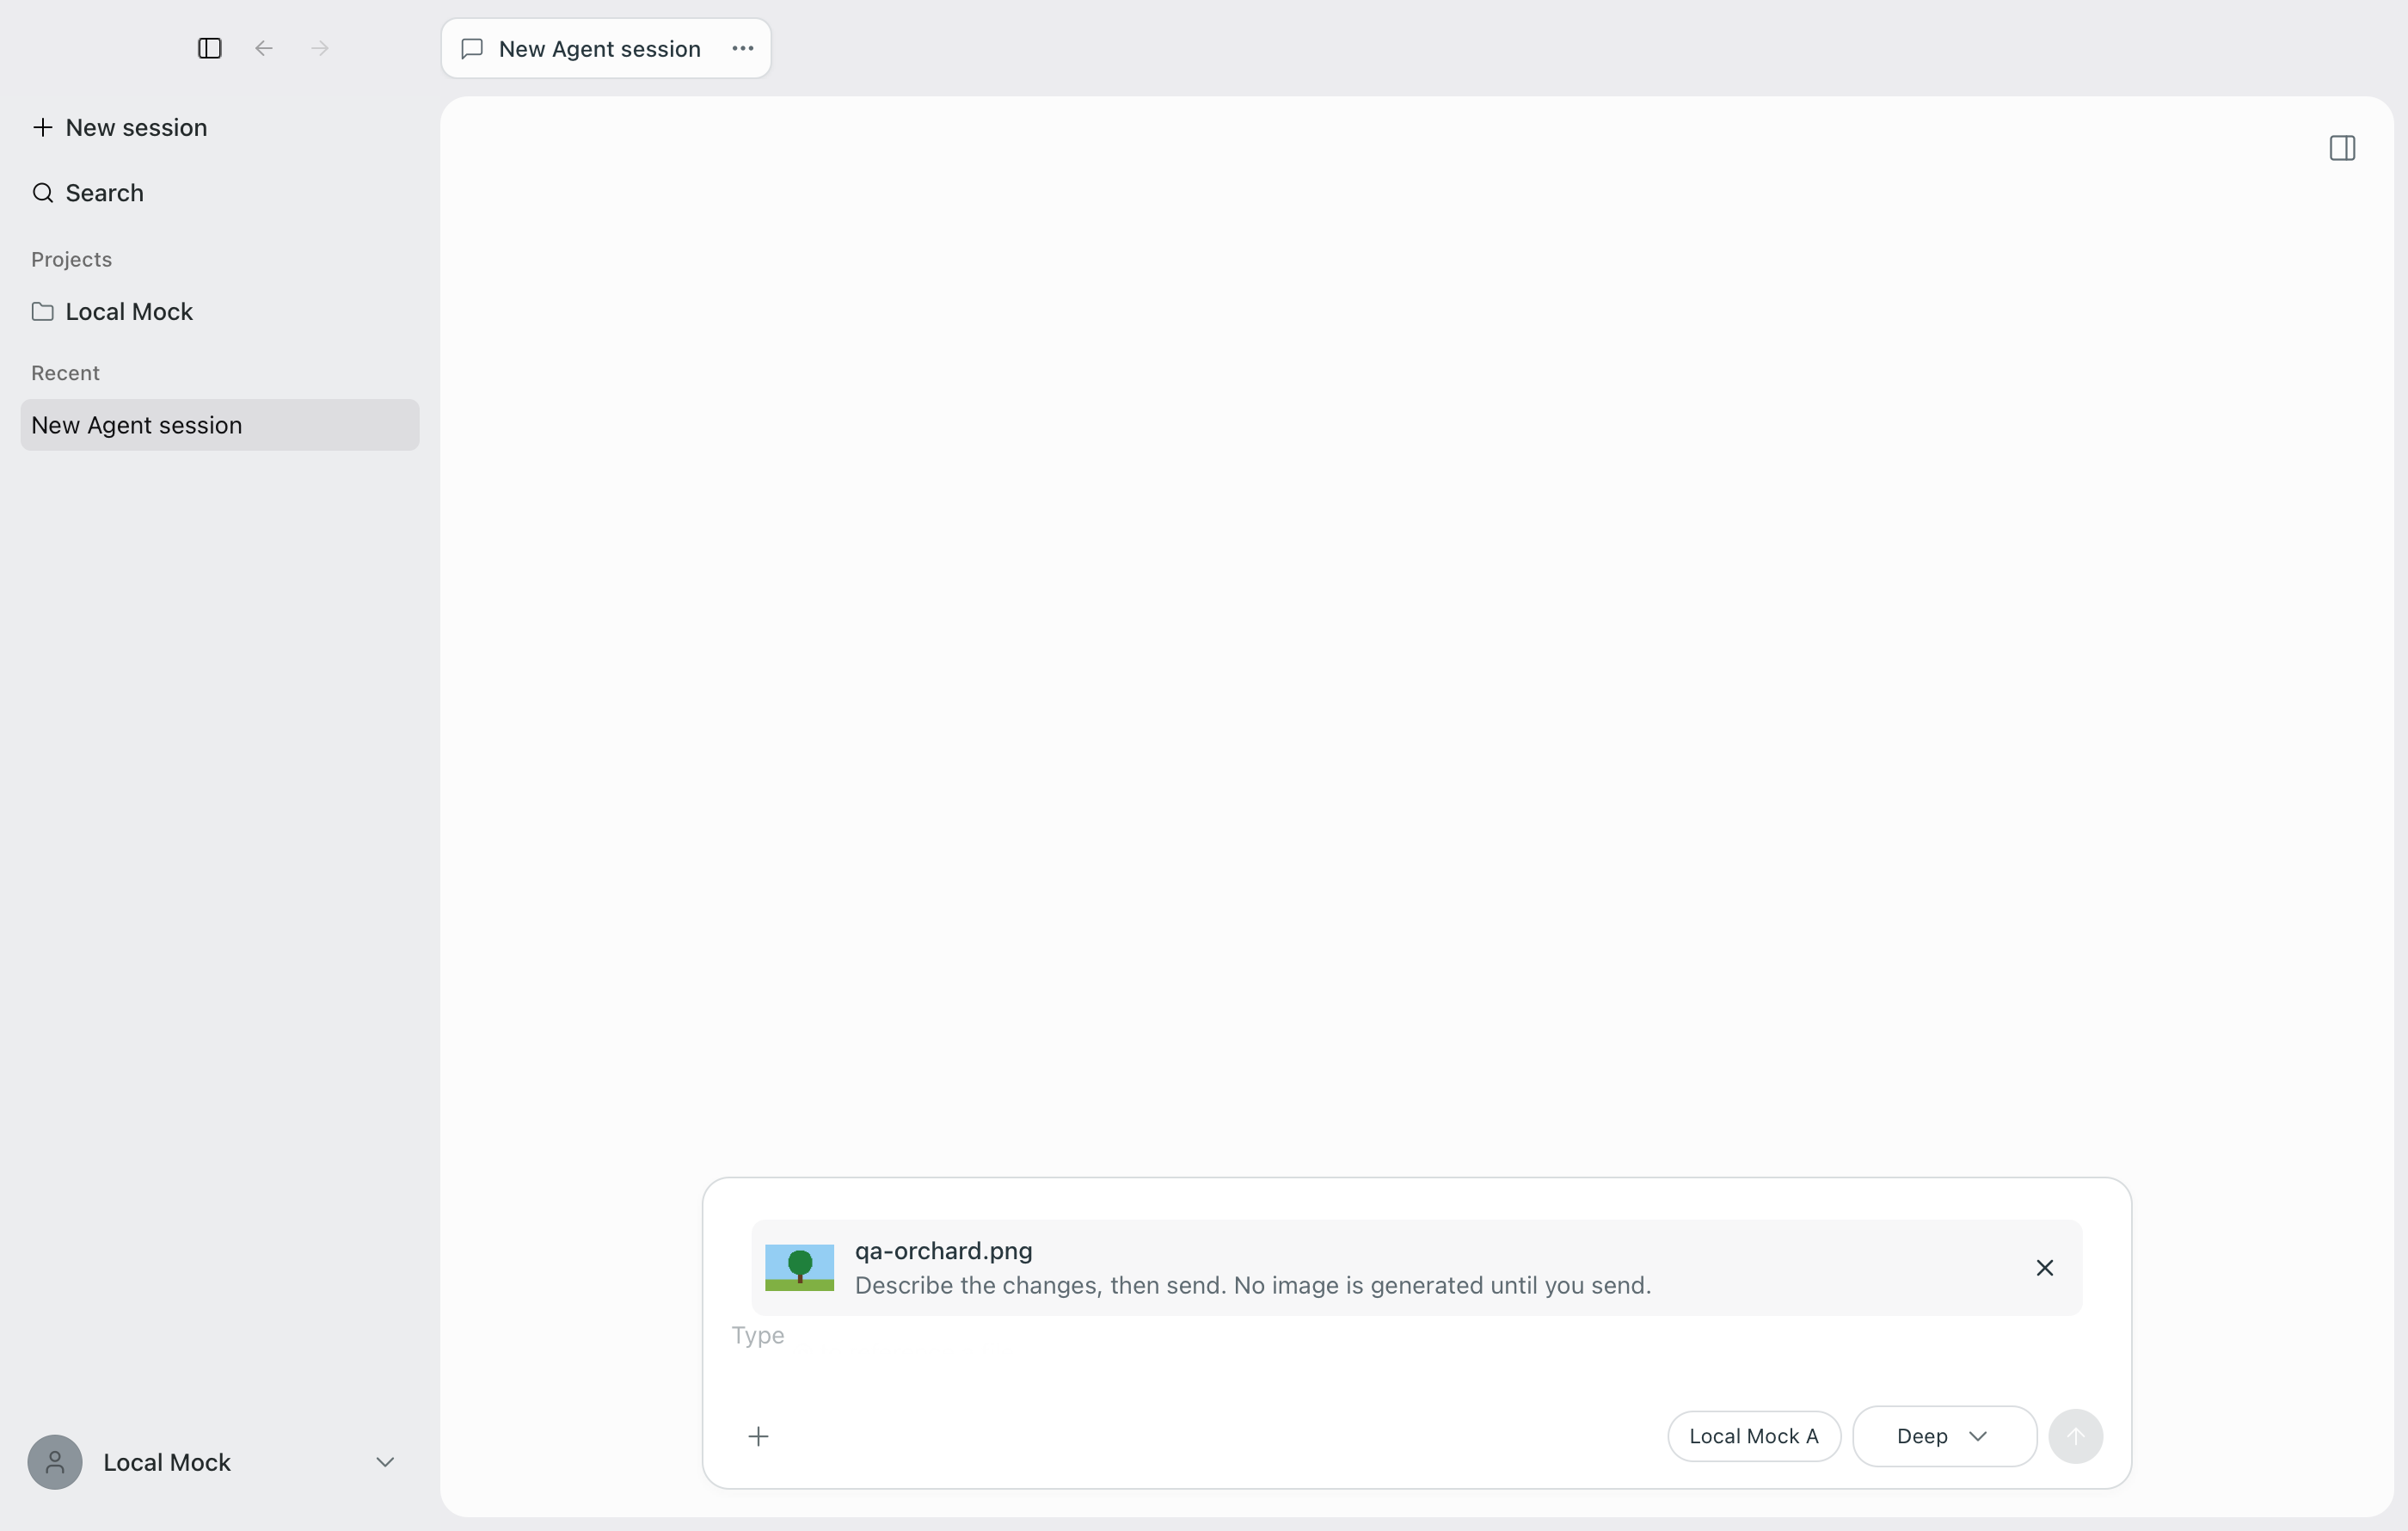 New Agent session
New session
Search
Projects
Local Mock
Recent
New Agent session
qa-orchard.png
Describe the changes, then send. No image is generated until you send.
Type
Local Mock A
Deep
Local Mock